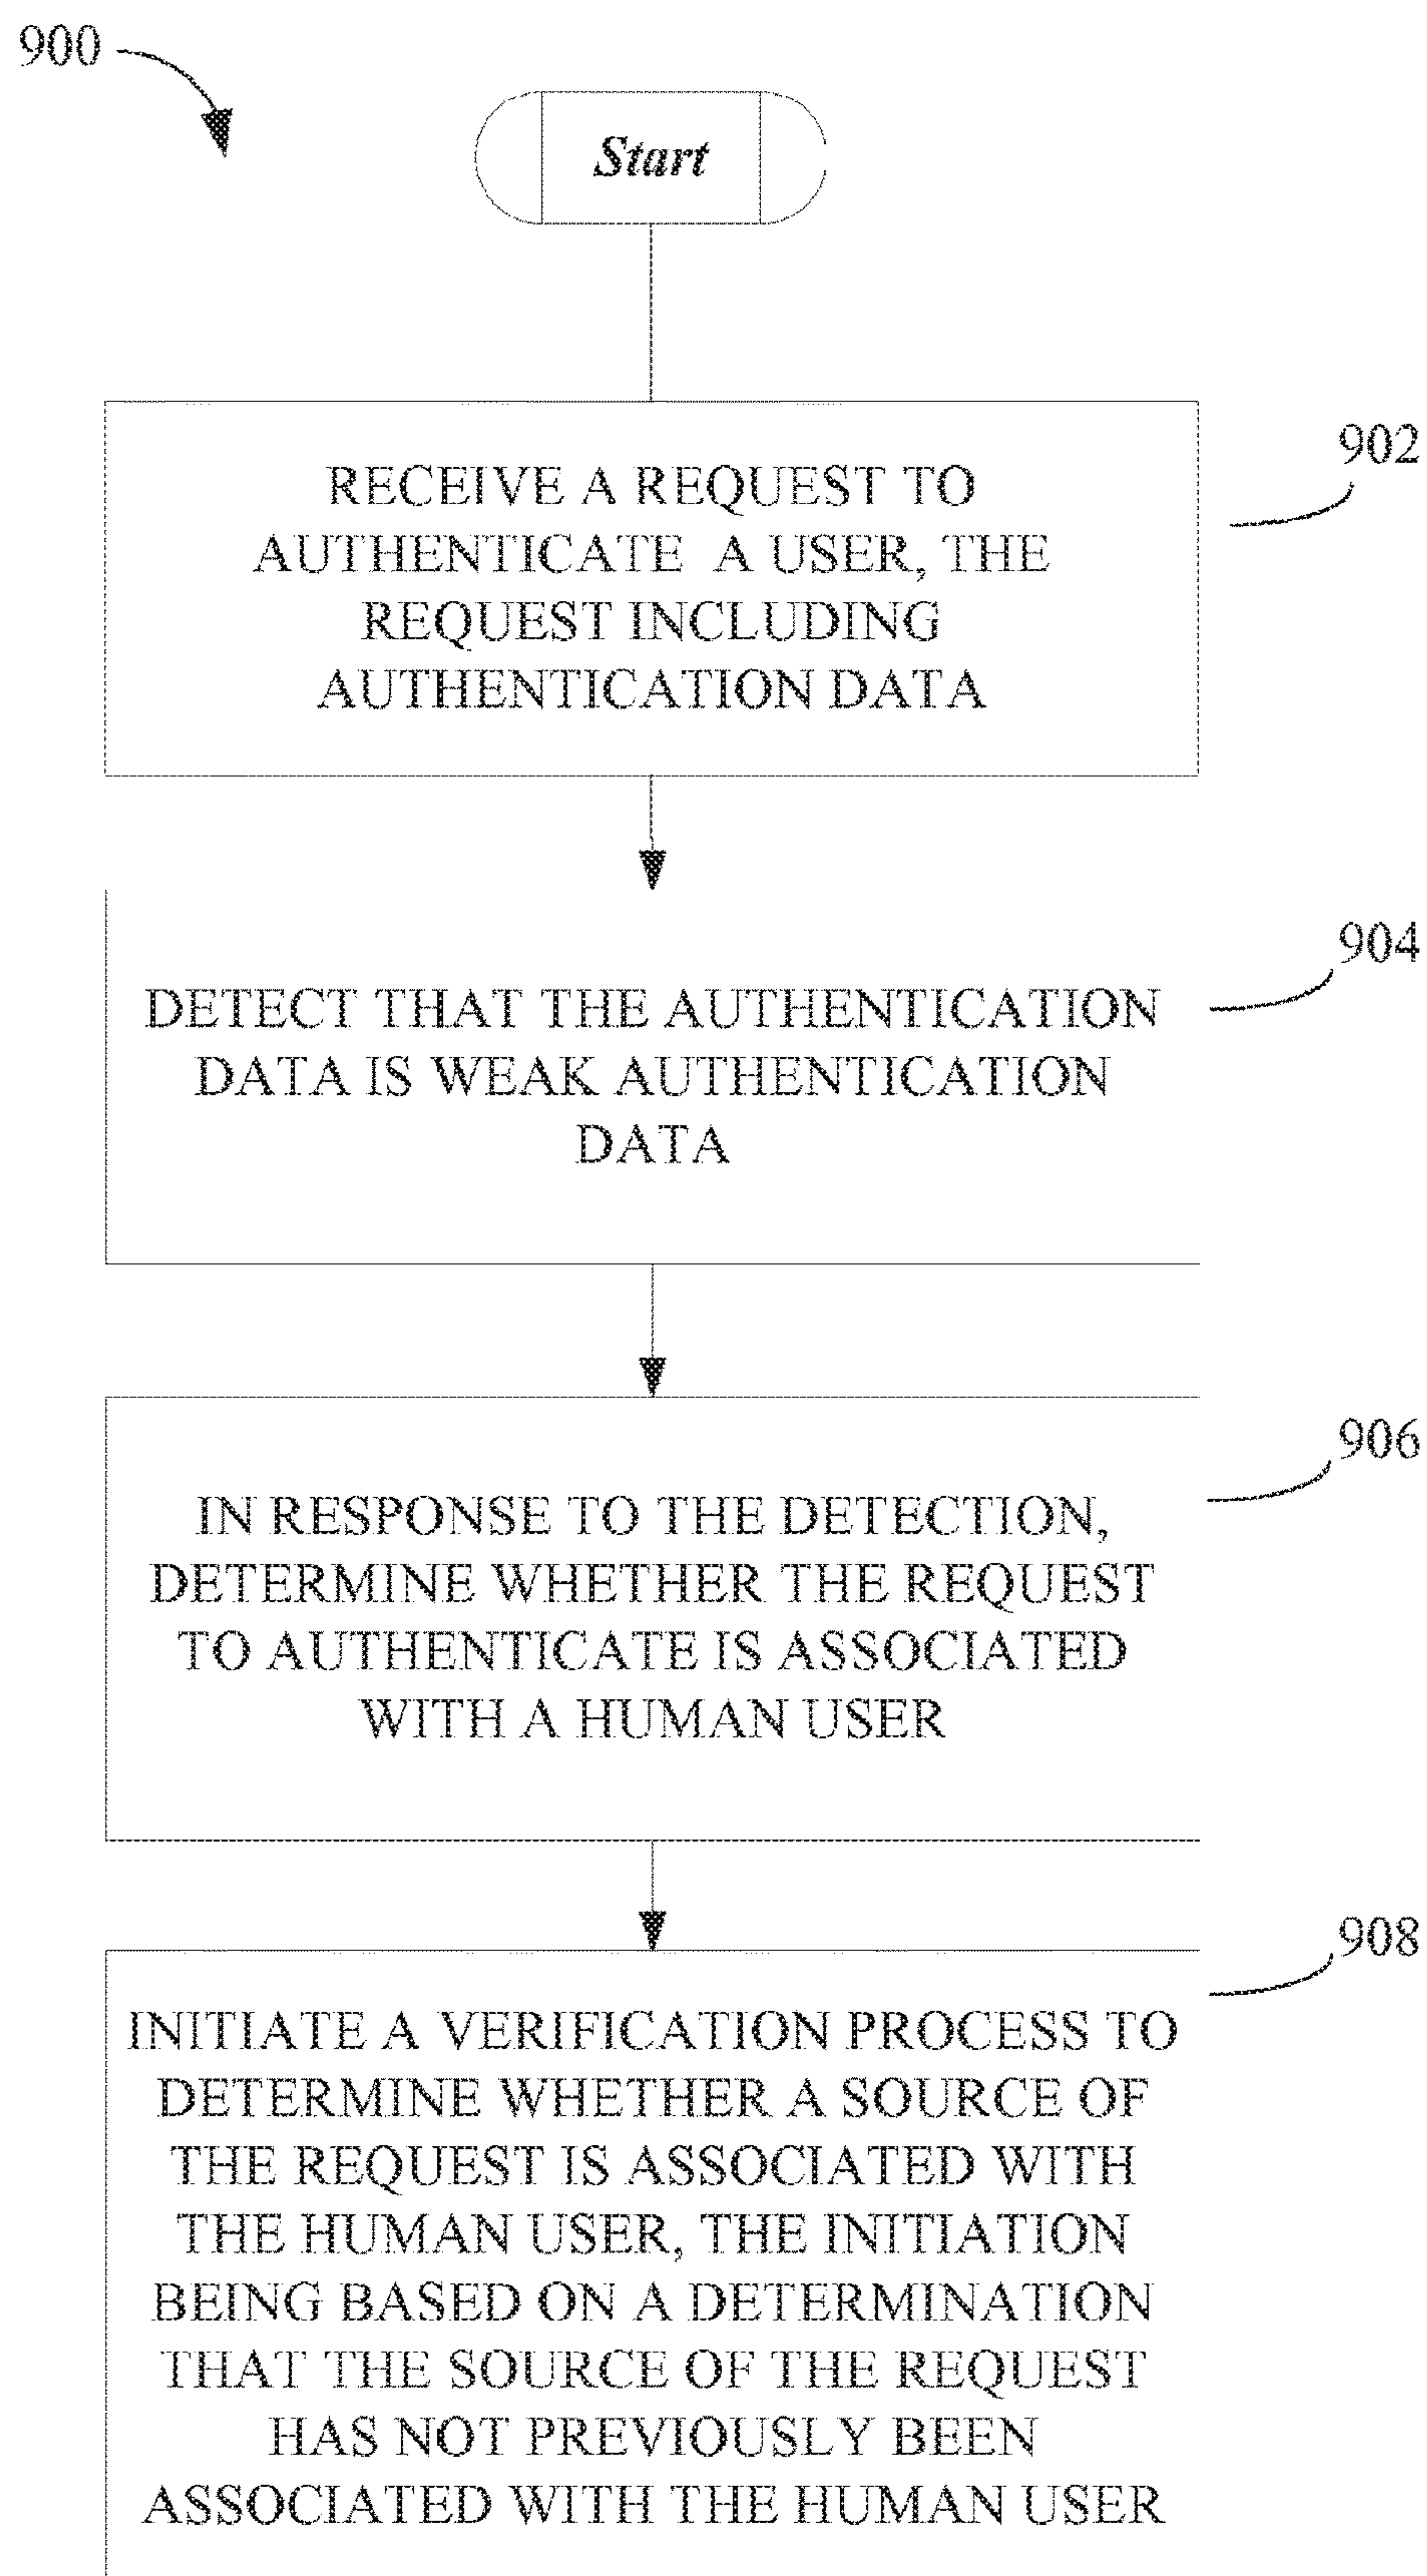 900
Start
902
RECEIVE A REQUEST TO
AUTHENTICATE A USER, THE
REQUEST INCLUDING
AUTHENTICATION DATA
904
DETECT THAT THE AUTHENTICATION
DATA IS WEAK AUTHENTICATION
DATA
906
IN RESPONSE TO THE DETECTION,
DETERMINE WHETHER THE REQUEST
TO AUTHENTICATE IS ASSOCIATED
WITH A HUMAN USER
908
INITIATE A VERIFICATION PROCESS TO
DETERMINE WHETHER A SOURCE OF
THE REQUEST IS ASSOCIATED WITH
THE HUMAN USER, THE INITIATION
BEING BASED ON A DETERMINATION
THAT THE SOURCE OF THE REQUEST
HAS NOT PREVIOUSLY BEEN
ASSOCIATED WITH THE HUMAN USER